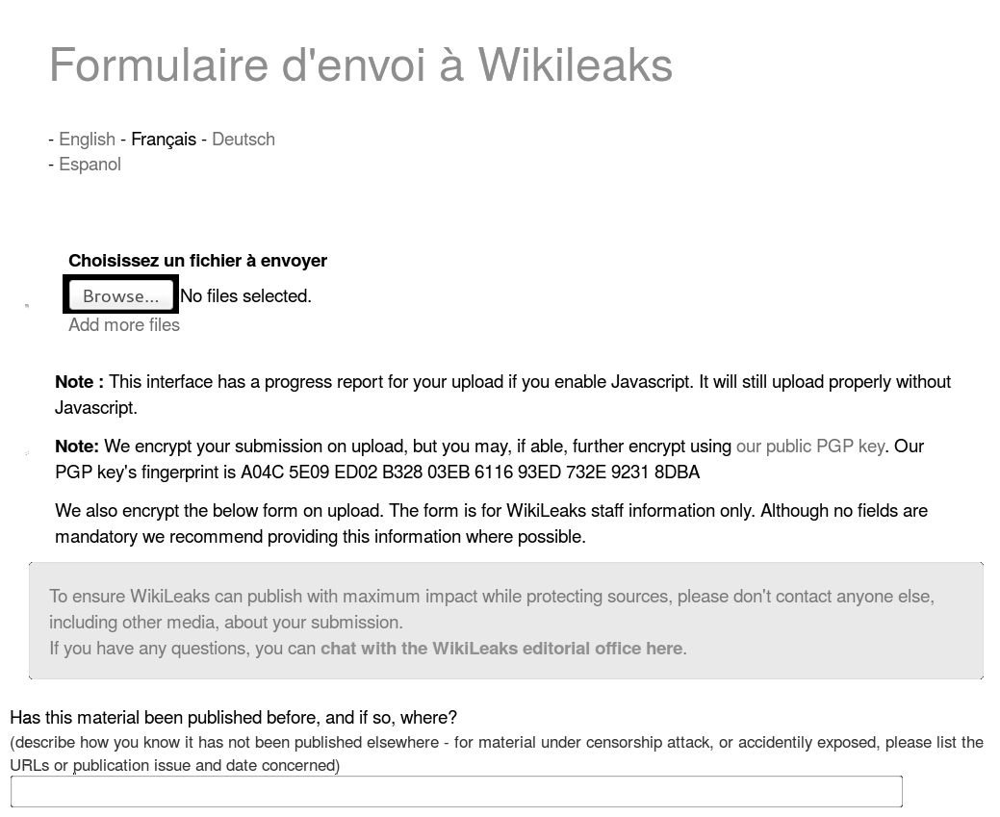 Formulaire d'envoi à Wikileaks
- English - Français - Deutsch
- Espanol
Choisissez un fichier à envoyer
Browse... No files selected.
Add more files
Note : This interface has a progress report for your upload if you enable Javascript. It will still upload properly without
Javascript.
Note: We encrypt your submission on upload, but you may, if able, further encrypt using our public PGP key. Our
PGP key's fingerprint is A04C 5E09 ED02 B328 03EB 6116 93ED 732E 9231 8DBA
We also encrypt the below form on upload. The form is for WikiLeaks staff information only. Although no fields are
mandatory we recommend providing this information where possible.
To ensure WikiLeaks can publish with maximum impact while protecting sources, please don't contact anyone else,
including other media, about your submission.
If you have any questions, you can chat with the WikiLeaks editorial office here.
Has this material been published before, and if so, where?
(describe how you know it has not been published elsewhere - for material under censorship attack, or accidentily exposed, please list the
URLs or publication issue and date concerned)